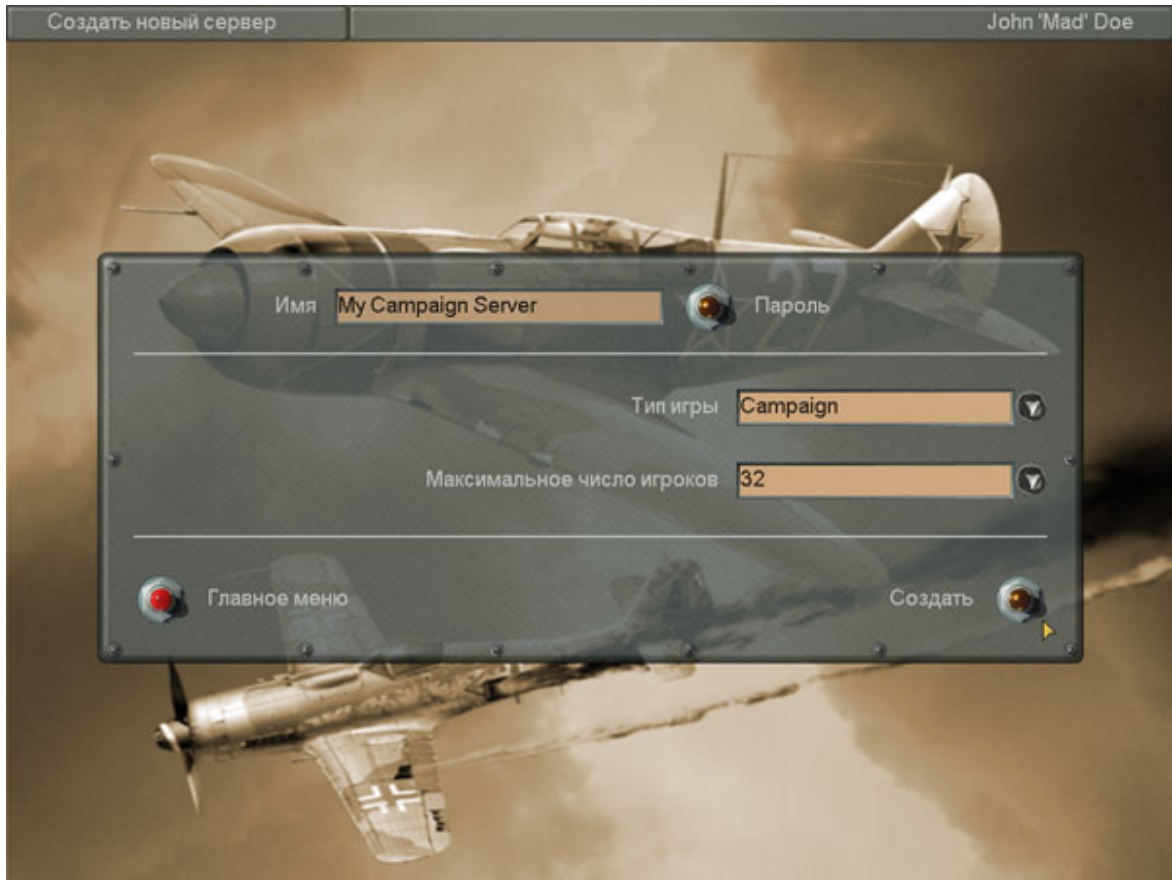 Создать новый сервер
John 'Mad' Doe
Имя My Campaign Server Пароль
Тип игры Campaign
Максимальное число игроков 32
Главное меню Создать
27